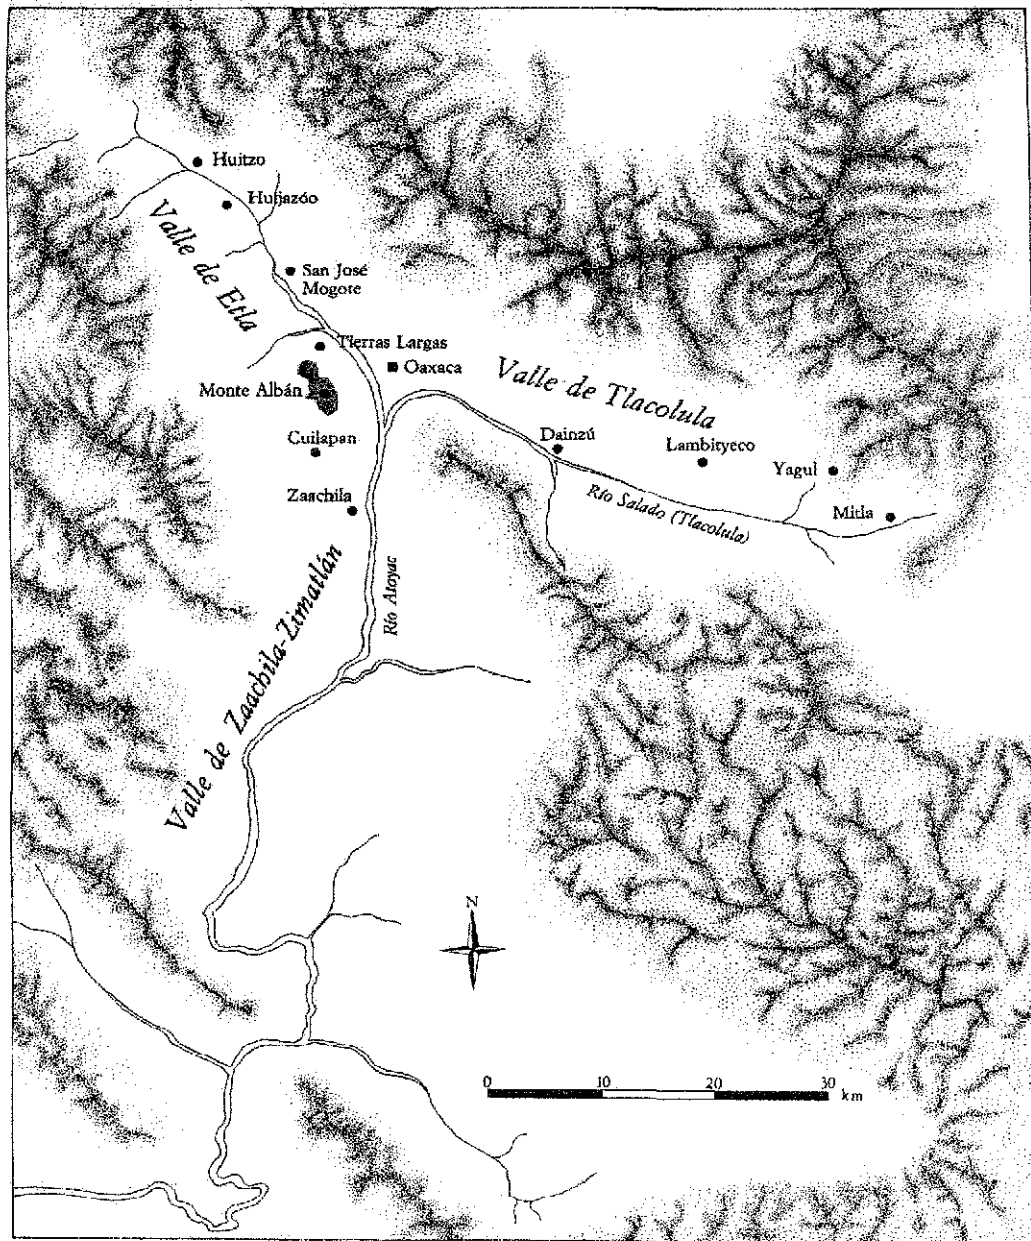 Huitzo
Huijazóo
Valle de Etla
San José
Mogote
Tierras Largas
Oaxaca
Monte Albán
Valle de Tlacolula
Cuilapan
Dainzú
Lambityeco
Yagul
Zaachila
Río Salado (Tlacolula)
Mitla
Río Atoyac
Valle de Zaachila-Zimatlán
N
0 10 20 30
km